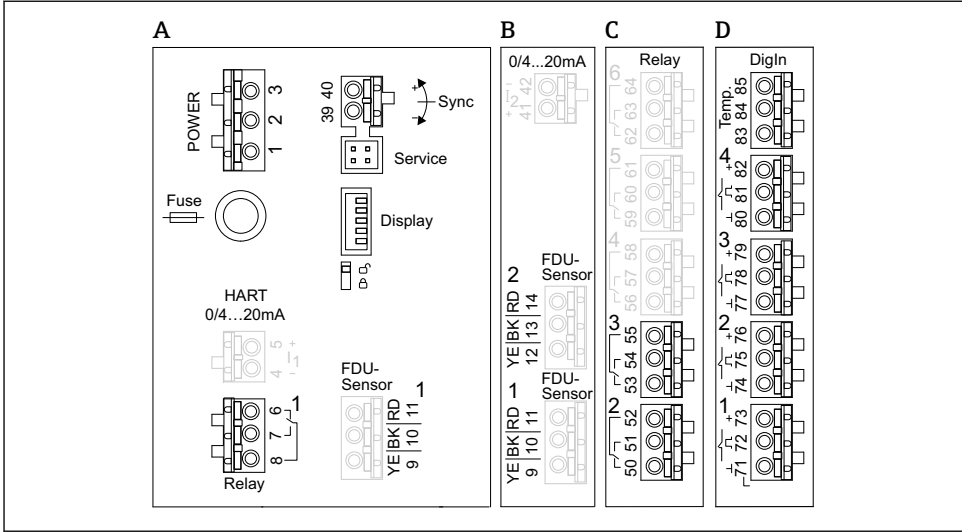 A
B
C
D
POWER
3
2
1
39 40
+
-
Sync
Service
Fuse
Display
HART
0/4...20mA
5
4
+
1
-
6
7
8
1
Relay
FDU-
Sensor
1
YE BK RD
9 10 11
0/4...20mA
-
2
+
41 42
FDU-
Sensor
2
YE BK RD
12 13 14
FDU-
Sensor
1
YE BK RD
9 10 11
Relay
6
62 63 64
5
59 60 61
4
56 57 58
3
53 54 55
2
50 51 52
DigIn
Temp.
83 84 85
4
+
80 81 82
3
+
77 78 79
2
+
74 75 76
1
+
71 72 73